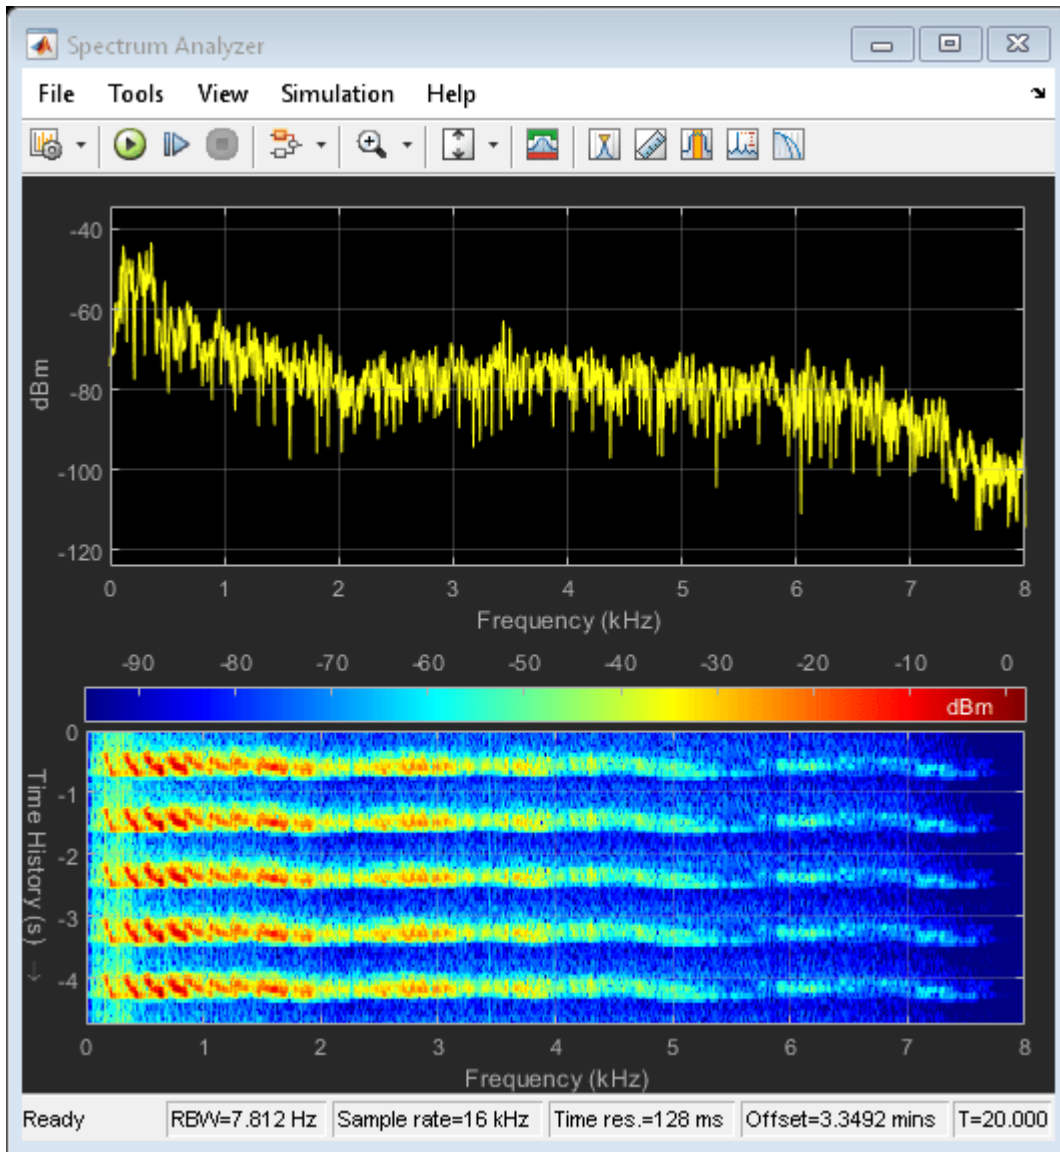 Spectrum Analyzer
File Tools View Simulation Help
-40
-60
-80
-100
-120
dBm
0 1 2 3 4 5 6 7 8
Frequency (kHz)
-90 -80 -70 -60 -50 -40 -30 -20 -10 0
dBm
0
-1
-2
-3
-4
Time History (s) →
0 1 2 3 4 5 6 7 8
Frequency (kHz)
Ready RBW=7.812 Hz Sample rate=16 kHz Time res.=128 ms Offset=3.3492 mins T=20.000